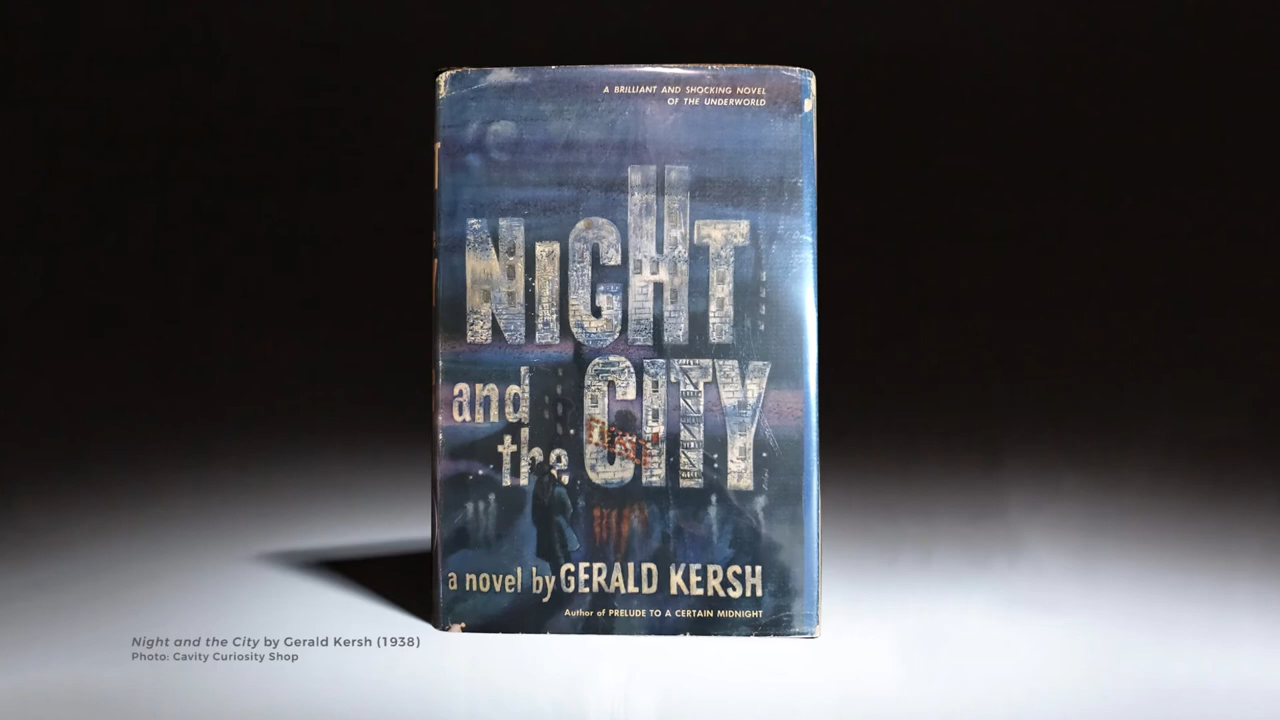 A BRILLIANT AND SHOCKING NOVEL
OF THE UNDERWORLD
NIGHT
and
the CITY
a novel by GERALD KERSH
Author of PRELUDE TO A CERTAIN MIDNIGHT
Night and the City by Gerald Kersh (1938)
Photo: Cavity Curiosity Shop